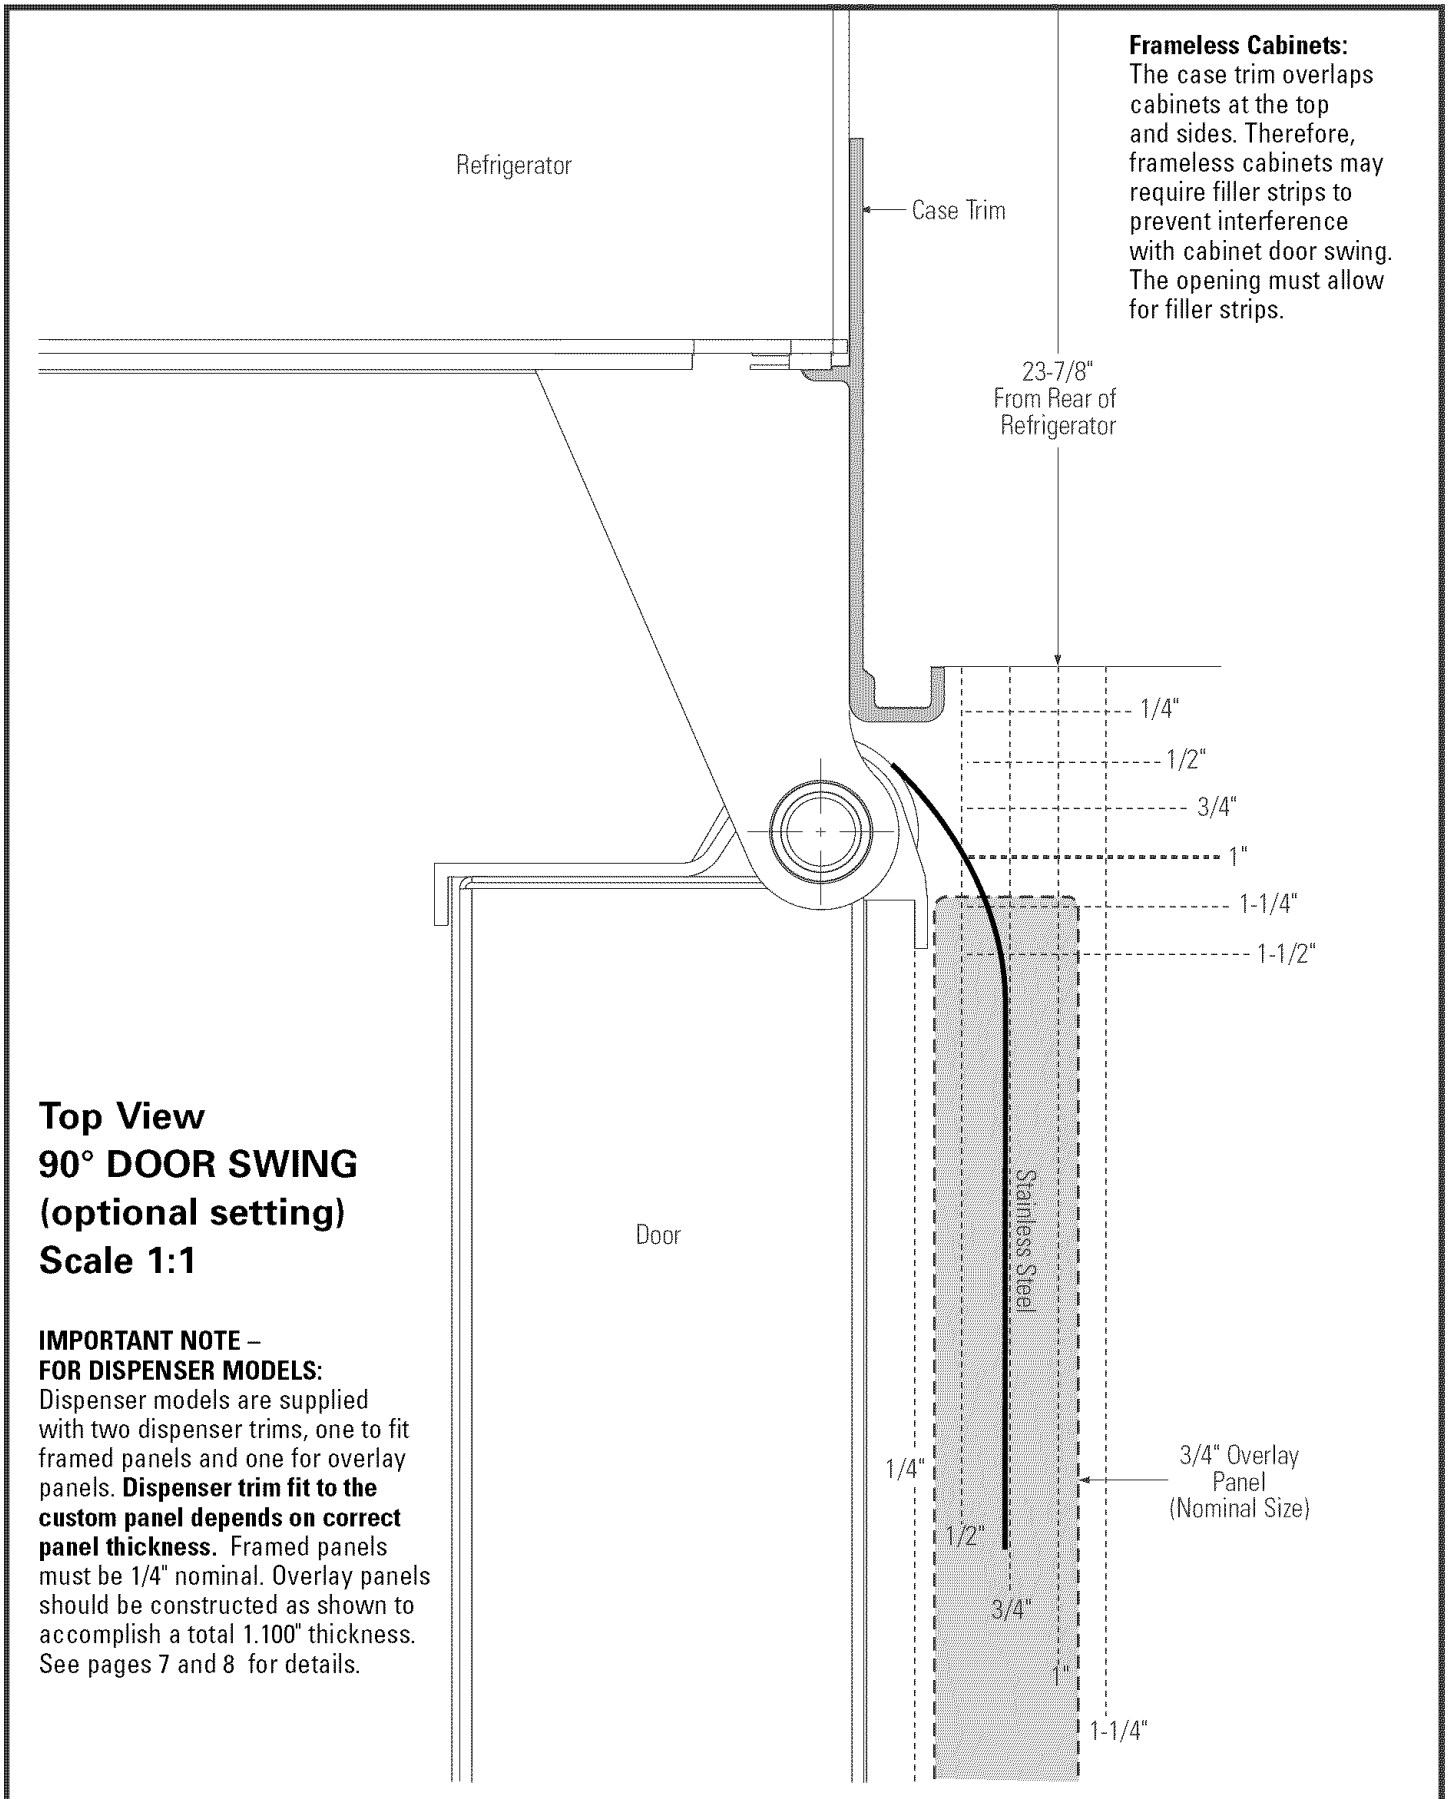 Frameless Cabinets:
The case trim overlaps
cabinets at the top
and sides. Therefore,
frameless cabinets may
require filler strips to
prevent interference
with cabinet door swing.
The opening must allow
for filler strips.
Refrigerator
Case Trim
23-7/8"
From Rear of
Refrigerator
1/4"
1/2"
3/4"
1"
1-1/4"
1-1/2"
Top View
90° DOOR SWING
(optional setting)
Scale 1:1
Door
Stainless Steel
IMPORTANT NOTE –
FOR DISPENSER MODELS:
Dispenser models are supplied
with two dispenser trims, one to fit
framed panels and one for overlay
panels. Dispenser trim fit to the
custom panel depends on correct
panel thickness. Framed panels
must be 1/4" nominal. Overlay panels
should be constructed as shown to
accomplish a total 1.100" thickness.
See pages 7 and 8 for details.
1/4"
3/4" Overlay
Panel
(Nominal Size)
1/2"
3/4"
1"
1-1/4"